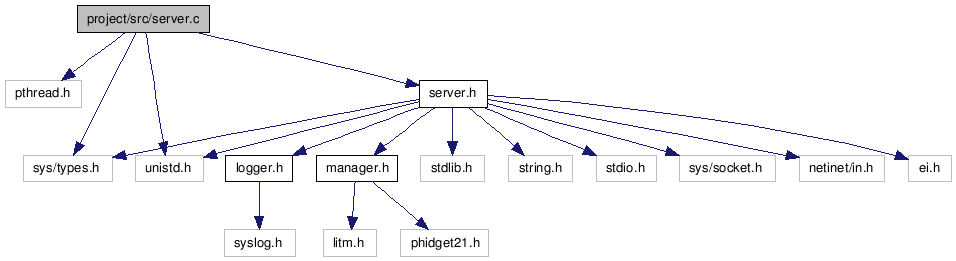 project/src/server.c
pthread.h
server.h
sys/types.h
unistd.h
logger.h
manager.h
stdlib.h
string.h
stdio.h
sys/socket.h
netinet/in.h
ei.h
syslog.h
litm.h
phidget21.h